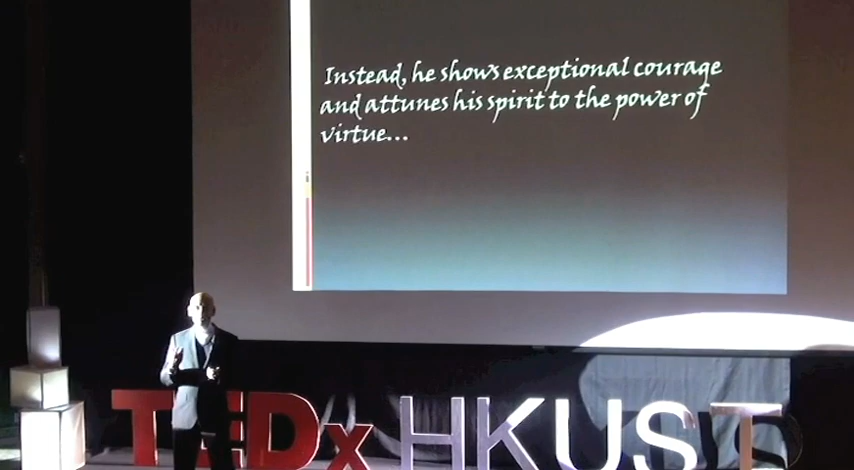 Instead, he shows exceptional courage
and attunes his spirit to the power of
virtue...
TEDx HKUST